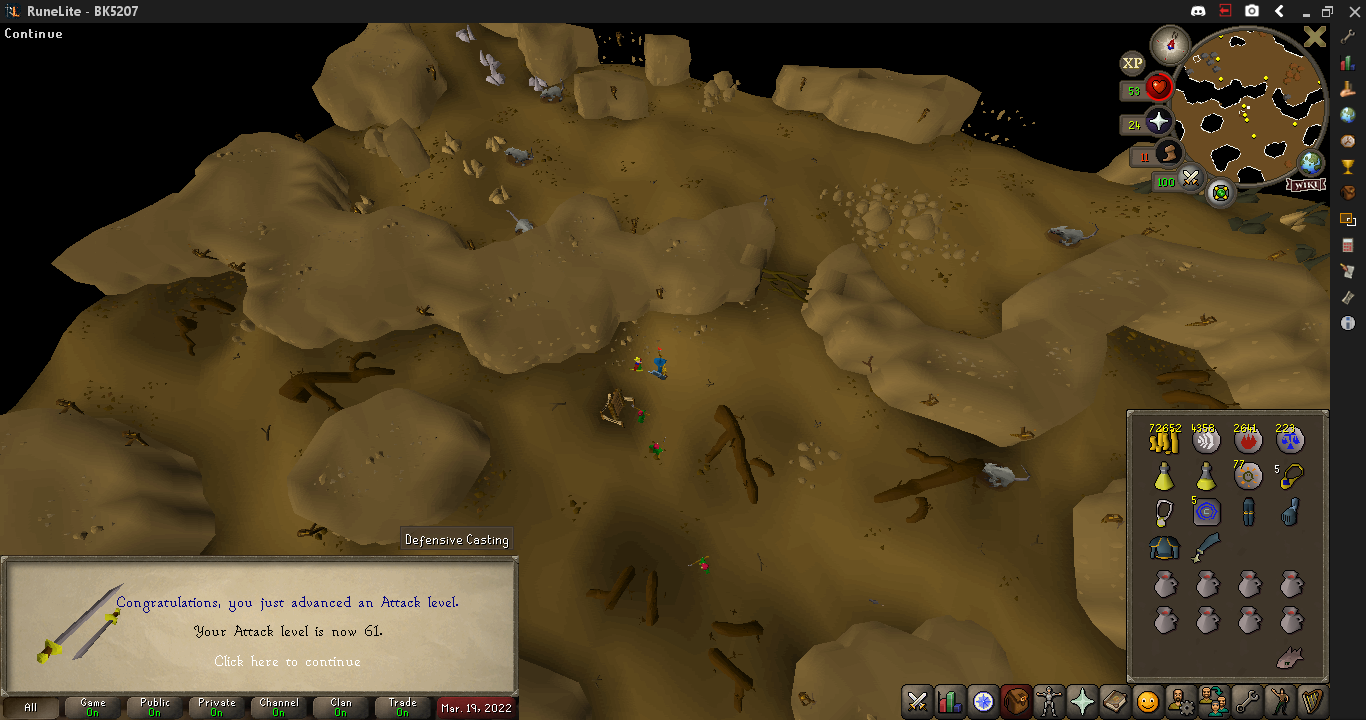 RuneLite - BK5207
Continue
XP
53
24
11
100
WIKI
72652 4358 2641 223
77 5
5
Defensive Casting
Congratulations, you just advanced an Attack level.
Your Attack level is now 61.
Click here to continue
All
Game
On
Public
On
Private
On
Channel
On
Clan
On
Trade
On
Mar. 19, 2022